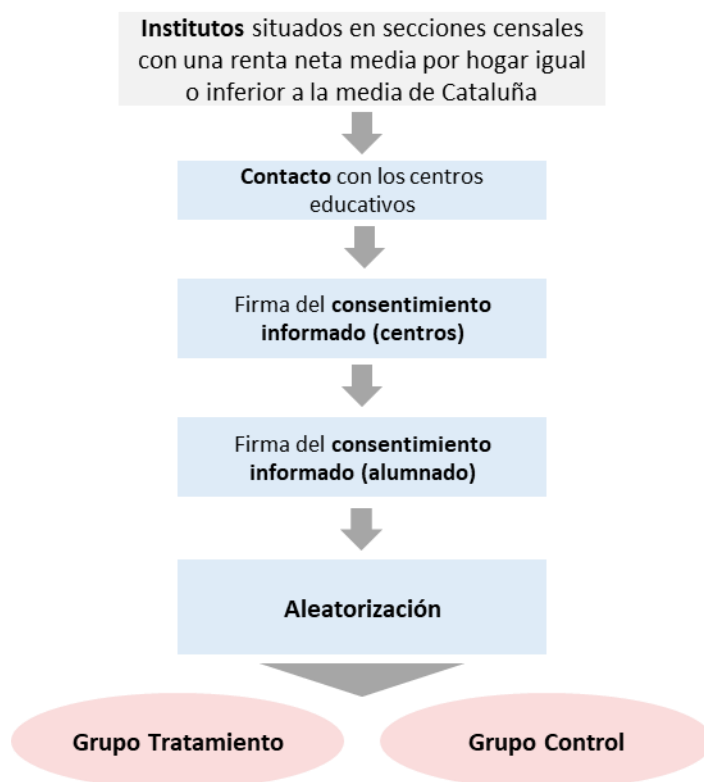 Institutos situados en secciones censales
con una renta neta media por hogar igual
o inferior a la media de Cataluña
Contacto con los centros
educativos
Firma del consentimiento
informado (centros)
Firma del consentimiento
informado (alumnado)
Aleatorización
Grupo Tratamiento
Grupo Control